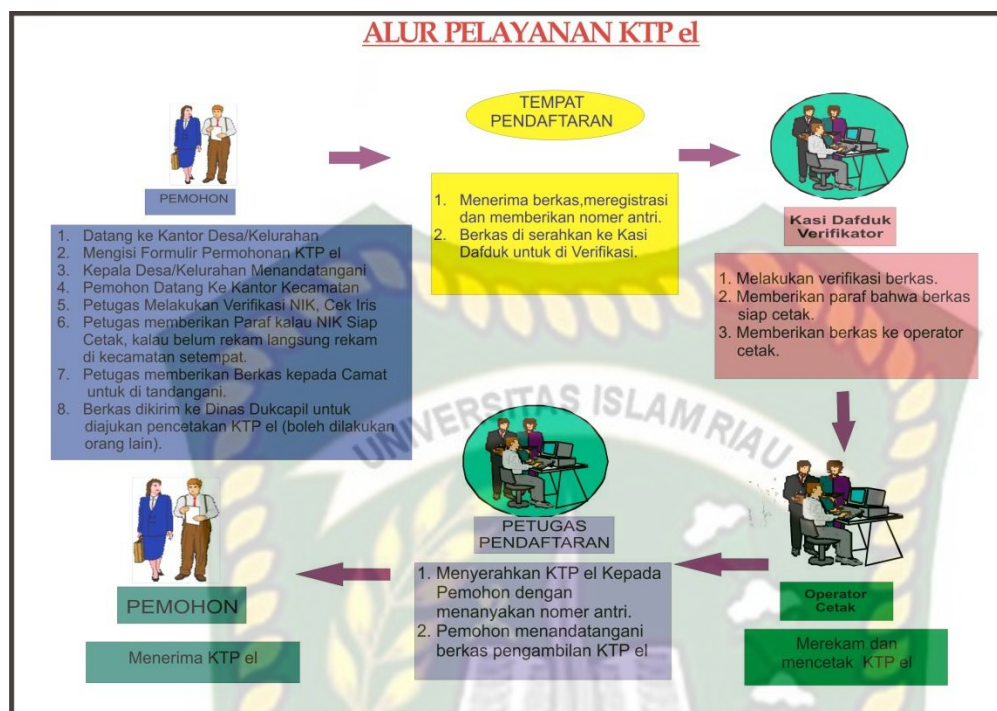 ALUR PELAYANAN KTP el
PEMOHON
1. Datang ke Kantor Desa/Kelurahan
2. Mengisi Formulir Permohonan KTP el
3. Kepala Desa/Kelurahan Menandatangani
4. Pemohon Datang Ke Kantor Kecamatan
5. Petugas Melakukan Verifikasi NIK, Cek Iris
6. Petugas memberikan Paraf kalau NIK Siap
Cetak, kalau belum rekam langsung rekam
di kecamatan setempat.
7. Petugas memberikan Berkas kepada Camat
untuk di tandangani.
8. Berkas dikirim ke Dinas Dukcapil untuk
diajukan pencetakan KTP el (boleh dilakukan
orang lain).
TEMPAT
PENDAFTARAN
1. Menerima berkas,meregistrasi
dan memberikan nomer antri.
2. Berkas di serahkan ke Kasi
Dafduk untuk di Verifikasi.
Kasi Dafduk
Verifikator
1. Melakukan verifikasi berkas.
2. Memberikan paraf bahwa berkas
siap cetak.
3. Memberikan berkas ke operator
cetak.
UNIVERSITAS ISLAM RIAU
Operator
Cetak
Merekam dan
mencetak KTP el
PETUGAS
PENDAFTARAN
1. Menyerahkan KTP el Kepada
Pemohon dengan
menanyakan nomer antri.
2. Pemohon menandatangani
berkas pengambilan KTP el
PEMOHON
Menerima KTP el